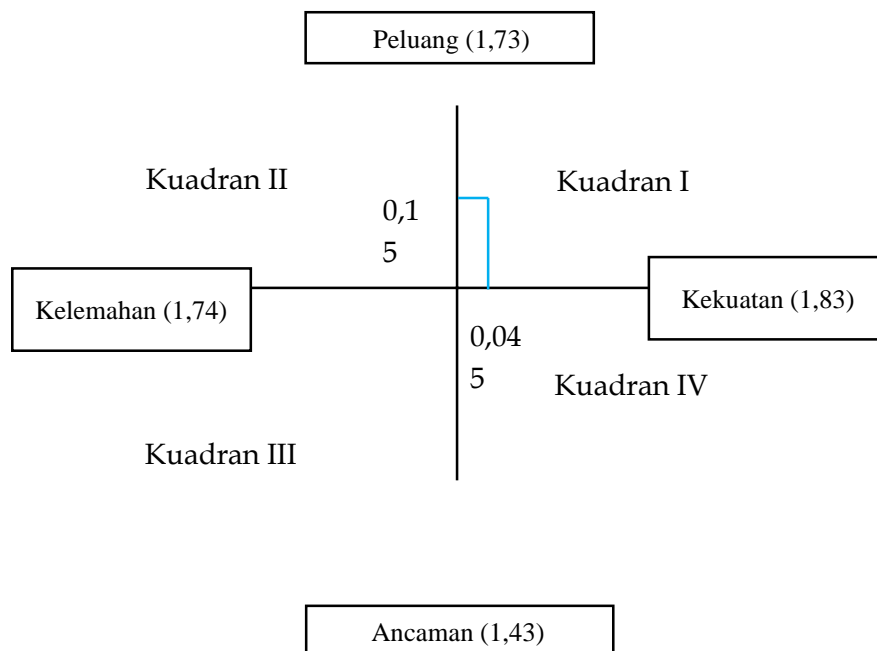 Peluang (1,73)
Kuadran II
Kuadran I
0,1
5
Kelemahan (1,74)
Kekuatan (1,83)
0,04
5
Kuadran IV
Kuadran III
Ancaman (1,43)